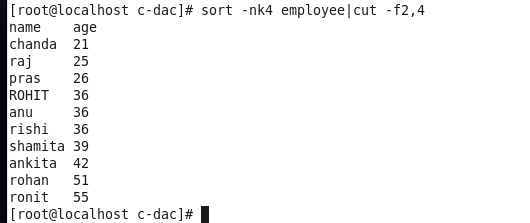 [root@localhost c-dac]# sort -nk4 employee|cut -f2,4
name    age
chanda  21
raj     25
pras    26
ROHIT   36
anu     36
rishi   36
shamita 39
ankita  42
rohan   51
ronit   55
[root@localhost c-dac]#